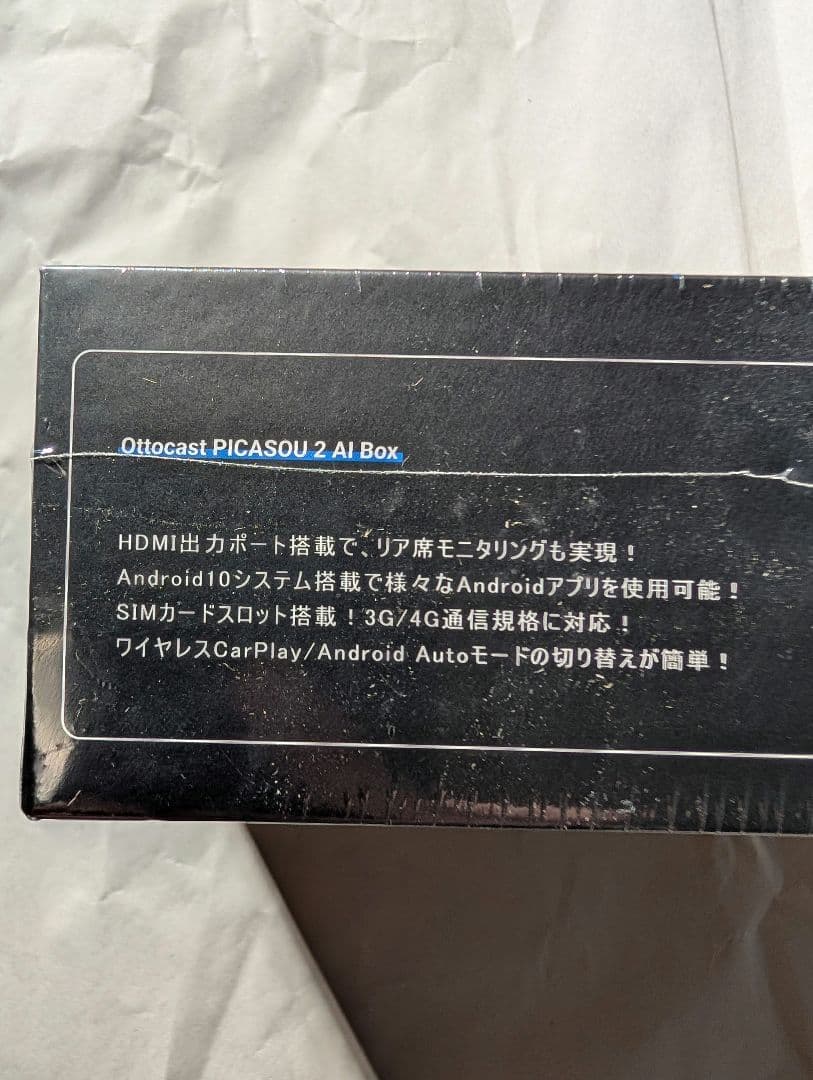 Ottocast PICASOU 2 AI Box
HDMI出力ポート搭載で、リア席モニタリングも実現！
Android10システム搭載で様々なAndroidアプリを使用可能！
SIMカードスロット搭載！3G/4G通信規格に対応！
ワイヤレスCarPlay/Android Autoモードの切り替えが簡単！